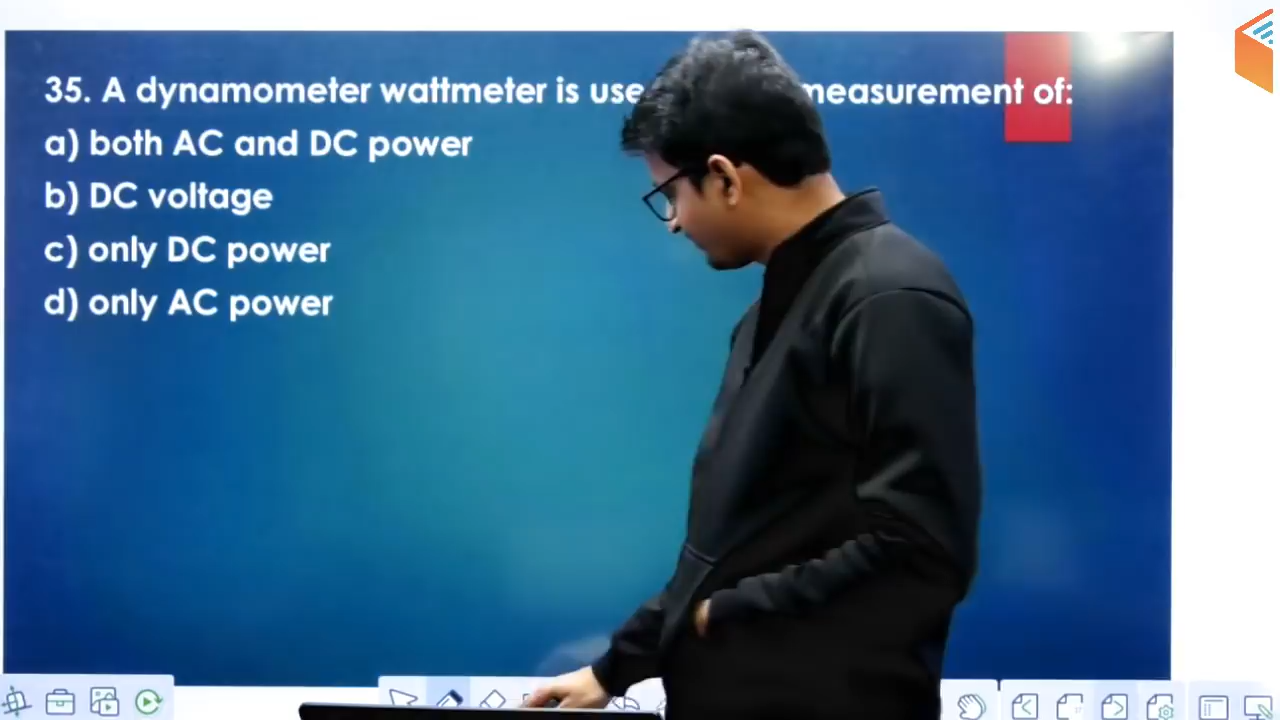 35. A dynamometer wattmeter is use measurement of:
a) both AC and DC power
b) DC voltage
c) only DC power
d) only AC power